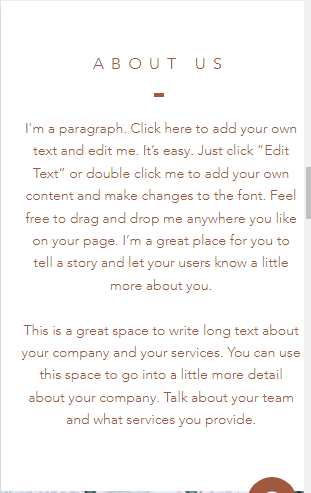 ABOUT US
I'm a paragraph. Click here to add your own
text and edit me. It’s easy. Just click “Edit
Text” or double click me to add your own
content and make changes to the font. Feel
free to drag and drop me anywhere you like
on your page. I’m a great place for you to
tell a story and let your users know a little
more about you.
This is a great space to write long text about
your company and your services. You can use
this space to go into a little more detail
about your company. Talk about your team
and what services you provide.